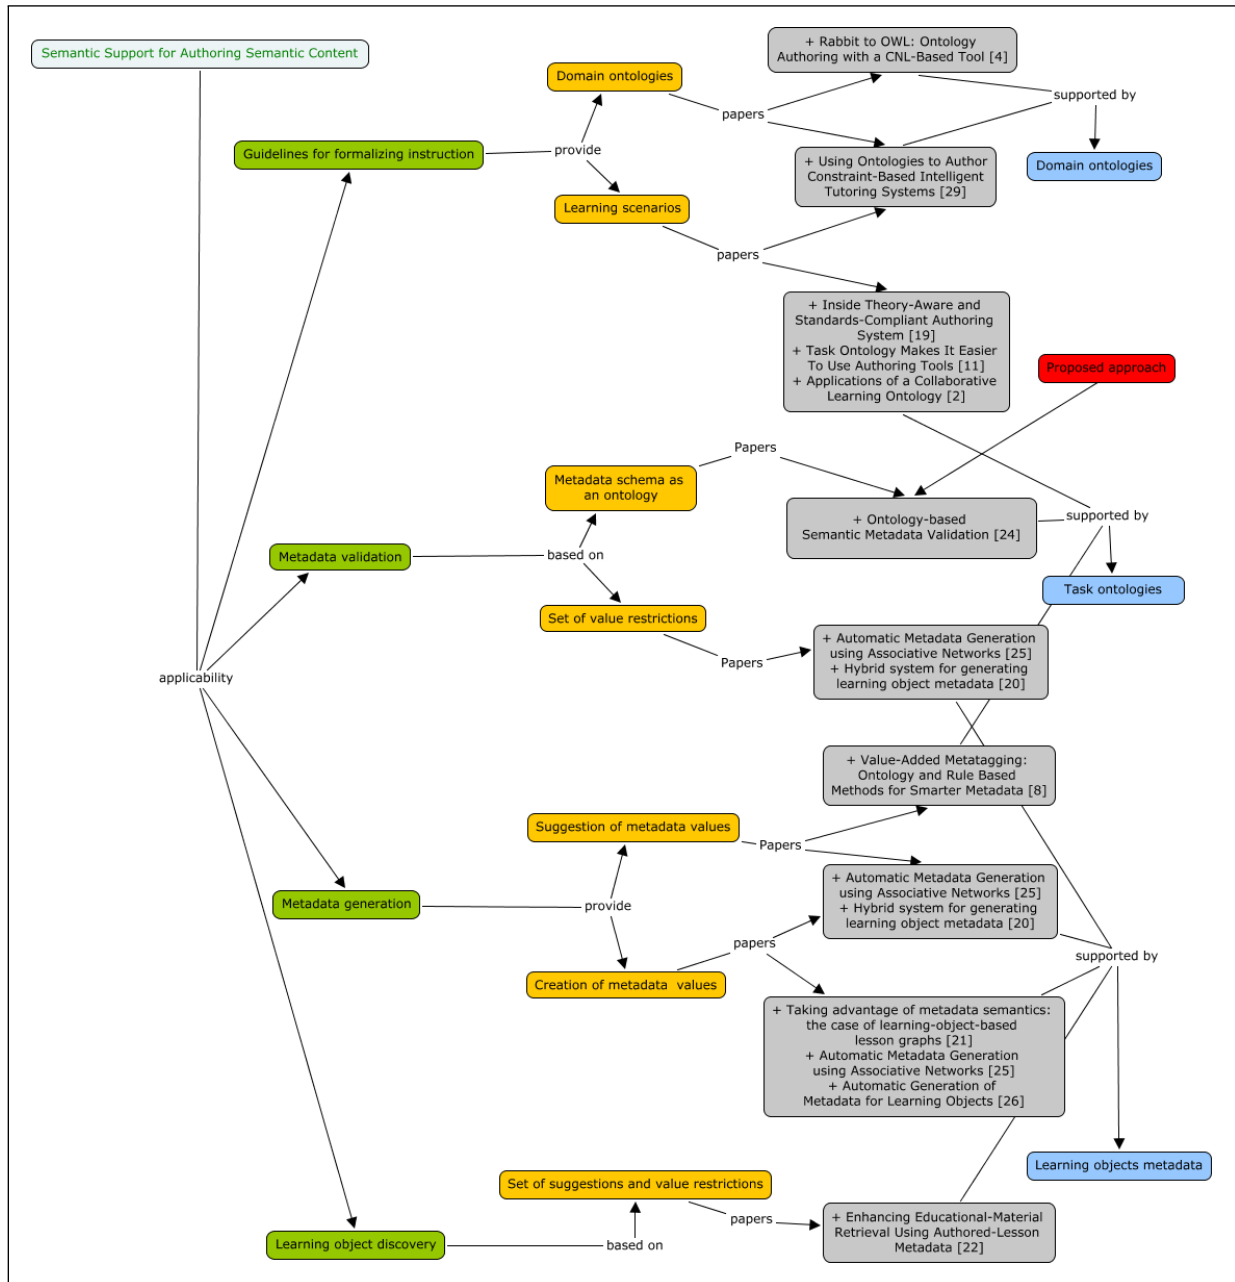 Semantic Support for Authoring Semantic Content
+ Rabbit to OWL: Ontology
Authoring with a CNL-Based Tool [4]
Domain ontologies
papers
supported by
Guidelines for formalizing instruction
provide
+ Using Ontologies to Author
Constraint-Based Intelligent
Tutoring Systems [29]
Domain ontologies
Learning scenarios
papers
+ Inside Theory-Aware and
Standards-Compliant Authoring
System [19]
+ Task Ontology Makes It Easier
To Use Authoring Tools [11]
+ Applications of a Collaborative
Learning Ontology [2]
Proposed approach
Papers
Metadata schema as
an ontology
+ Ontology-based
Semantic Metadata Validation [24]
supported by
Metadata validation
based on
Task ontologies
Set of value restrictions
Papers
+ Automatic Metadata Generation
using Associative Networks [25]
+ Hybrid system for generating
learning object metadata [20]
applicability
+ Value-Added Metatagging:
Ontology and Rule Based
Methods for Smarter Metadata [8]
Suggestion of metadata values
Papers
+ Automatic Metadata Generation
using Associative Networks [25]
+ Hybrid system for generating
learning object metadata [20]
Metadata generation
provide
papers
supported by
Creation of metadata  values
+ Taking advantage of metadata semantics:
the case of learning-object-based
lesson graphs [21]
+ Automatic Metadata Generation
using Associative Networks [25]
+ Automatic Generation of
Metadata for Learning Objects [26]
Learning objects metadata
Set of suggestions and value restrictions
papers
+ Enhancing Educational-Material
Retrieval Using Authored-Lesson
Metadata [22]
Learning object discovery
based on